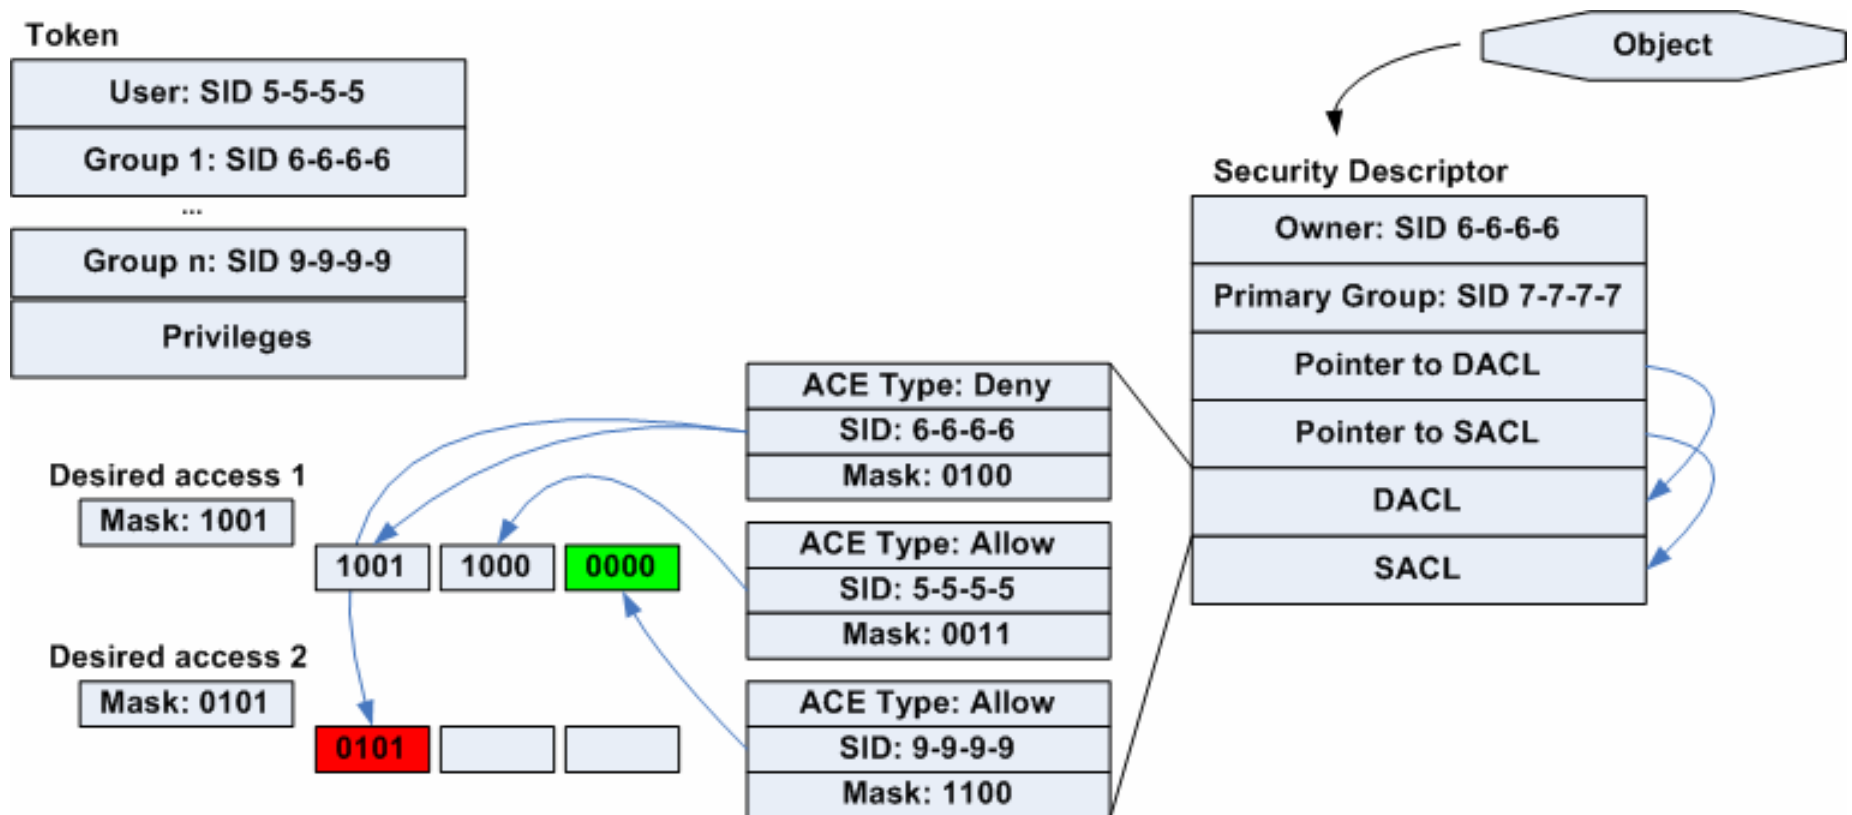 Token
User: SID 5-5-5-5
Group 1: SID 6-6-6-6
...
Group n: SID 9-9-9-9
Privileges
Object
Security Descriptor
Owner: SID 6-6-6-6
Primary Group: SID 7-7-7-7
Pointer to DACL
Pointer to SACL
DACL
SACL
ACE Type: Deny
SID: 6-6-6-6
Mask: 0100
ACE Type: Allow
SID: 5-5-5-5
Mask: 0011
ACE Type: Allow
SID: 9-9-9-9
Mask: 1100
Desired access 1
Mask: 1001
1001 1000 0000
Desired access 2
Mask: 0101
0101